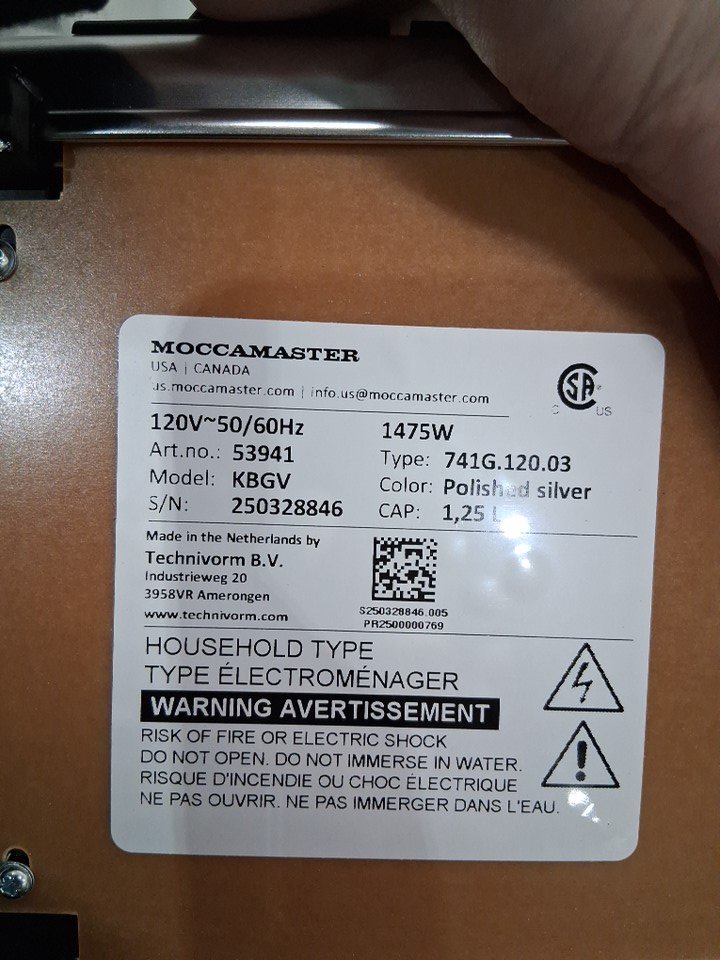 MOCCAMASTER
USA | CANADA
us.moccamaster.com | info.us@moccamaster.com
SA
C US
120V~50/60Hz 1475W
Art.no.: 53941 Type: 741G.120.03
Model: KBGV Color: Polished silver
S/N: 250328846 CAP: 1,25 L
Made in the Netherlands by
Technivorm B.V.
Industrieweg 20
3958VR Amerongen
www.technivorm.com
S250328846.005
PR2500000769
HOUSEHOLD TYPE
TYPE ÉLECTROMÉNAGER
WARNING AVERTISSEMENT
RISK OF FIRE OR ELECTRIC SHOCK
DO NOT OPEN. DO NOT IMMERSE IN WATER.
RISQUE D'INCENDIE OU CHOC ÉLECTRIQUE
NE PAS OUVRIR. NE PAS IMMERGER DANS L'EAU.